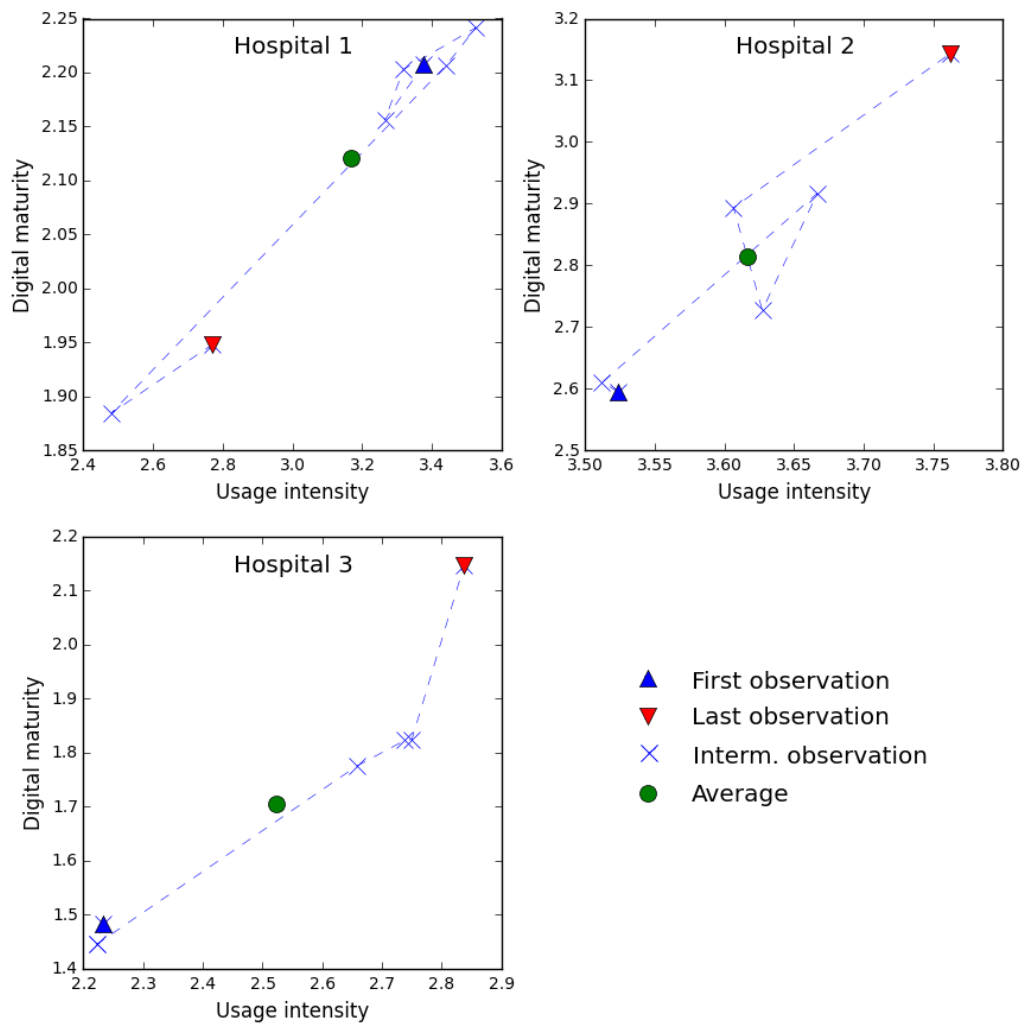 Hospital 1
2.25
2.20
2.15
2.10
2.05
2.00
1.95
1.90
1.85
Digital maturity
2.4 2.6 2.8 3.0 3.2 3.4 3.6
Usage intensity
Hospital 2
3.2
3.1
3.0
2.9
2.8
2.7
2.6
2.5
Digital maturity
3.50 3.55 3.60 3.65 3.70 3.75 3.80
Usage intensity
Hospital 3
2.2
2.1
2.0
1.9
1.8
1.7
1.6
1.5
1.4
Digital maturity
2.2 2.3 2.4 2.5 2.6 2.7 2.8 2.9
Usage intensity
First observation
Last observation
Interm. observation
Average